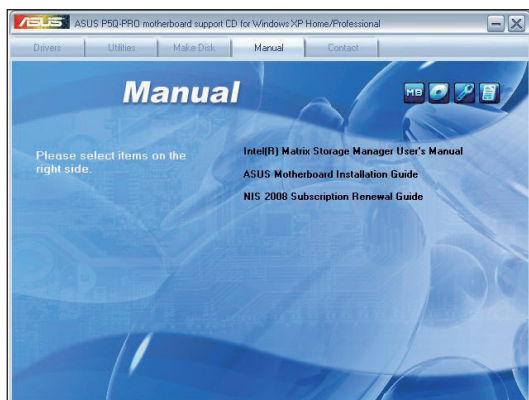 ASUS P5Q-PRO motherboard support CD for Windows XP Home/Professional
Drivers Utilities Make Disk Manual Contact
Manual
MB
Please select items on the
right side.
Intel(R) Matrix Storage Manager User's Manual
ASUS Motherboard Installation Guide
NIS 2008 Subscription Renewal Guide